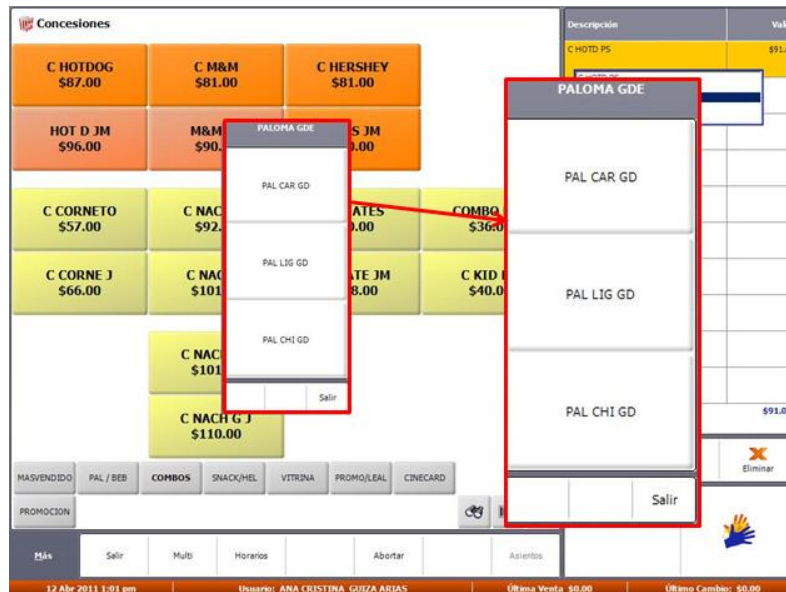 Concesiones
Descripción
C HOTD PS
C HOTDOG
$87.00
C M&M
$81.00
C HERSHEY
$81.00
HOT D JM
$96.00
M&M
$90.
S JM
PALOMA GDE
PAL CAR GD
PAL LIG GD
PAL CHI GD
Salir
PALOMA GDE
PAL CAR GD
PAL LIG GD
PAL CHI GD
Salir
C CORNETO
$57.00
C NAC
$92.
ATES
COMBO
$36.0
C CORNE J
$66.00
C NAC
$101
TE JM
8.00
C KID
$40.0
C NAC
$101
C NACH G J
$110.00
$91.0
Eliminar
MASVENDIDO
PAL / BEB
COMBOS
SNACK/HEL
VITRINA
PROMO/LEAL
CINECARD
PROMOCION
Más
Salir
Multi
Horarios
Abortar
Asientos
12 Abr 2011 1:01 pm
Usuario: ANA CRISTINA GUIZA ARIAS
Última Venta $0.00
Último Cambio: $0.00